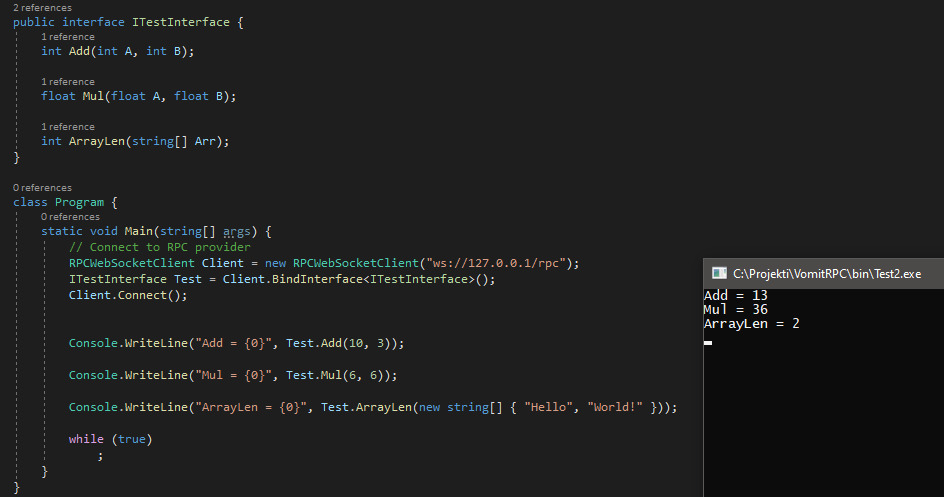 2 references
public interface ITestInterface {
1 reference
int Add(int A, int B);
1 reference
float Mul(float A, float B);
1 reference
int ArrayLen(string[] Arr);
}
0 references
class Program {
0 references
static void Main(string[] args) {
// Connect to RPC provider
RPCWebSocketClient Client = new RPCWebSocketClient("ws://127.0.0.1/rpc");
ITestInterface Test = Client.BindInterface<ITestInterface>();
Client.Connect();
Console.WriteLine("Add = {0}", Test.Add(10, 3));
Console.WriteLine("Mul = {0}", Test.Mul(6, 6));
Console.WriteLine("ArrayLen = {0}", Test.ArrayLen(new string[] { "Hello", "World!" }));
while (true)
;
}
}
C:\Projekti\VomitRPC\bin\Test2.exe
Add = 13
Mul = 36
ArrayLen = 2